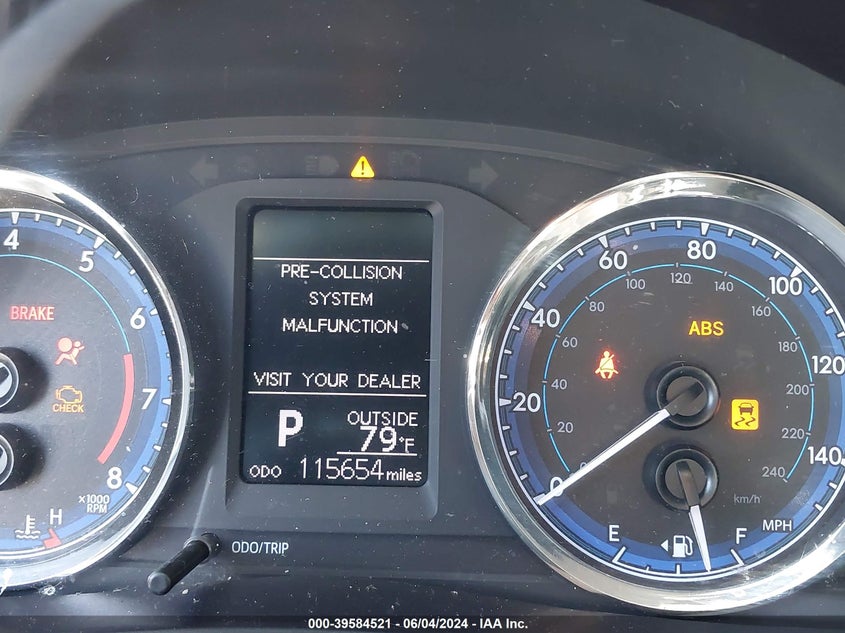 PRE-COLLISION
SYSTEM
MALFUNCTION
VISIT YOUR DEALER
P
OUTSIDE
79°F
ODO 115654 miles
4
5
6
7
8
BRAKE
CHECK
×1000
RPM
H
ODO/TRIP
0
20
40
60
80
100
120
140
MPH
0
20
40
60
80
100
120
140
160
180
200
220
240
km/h
ABS
E
F
000-39584521 - 06/04/2024 - IAA Inc.